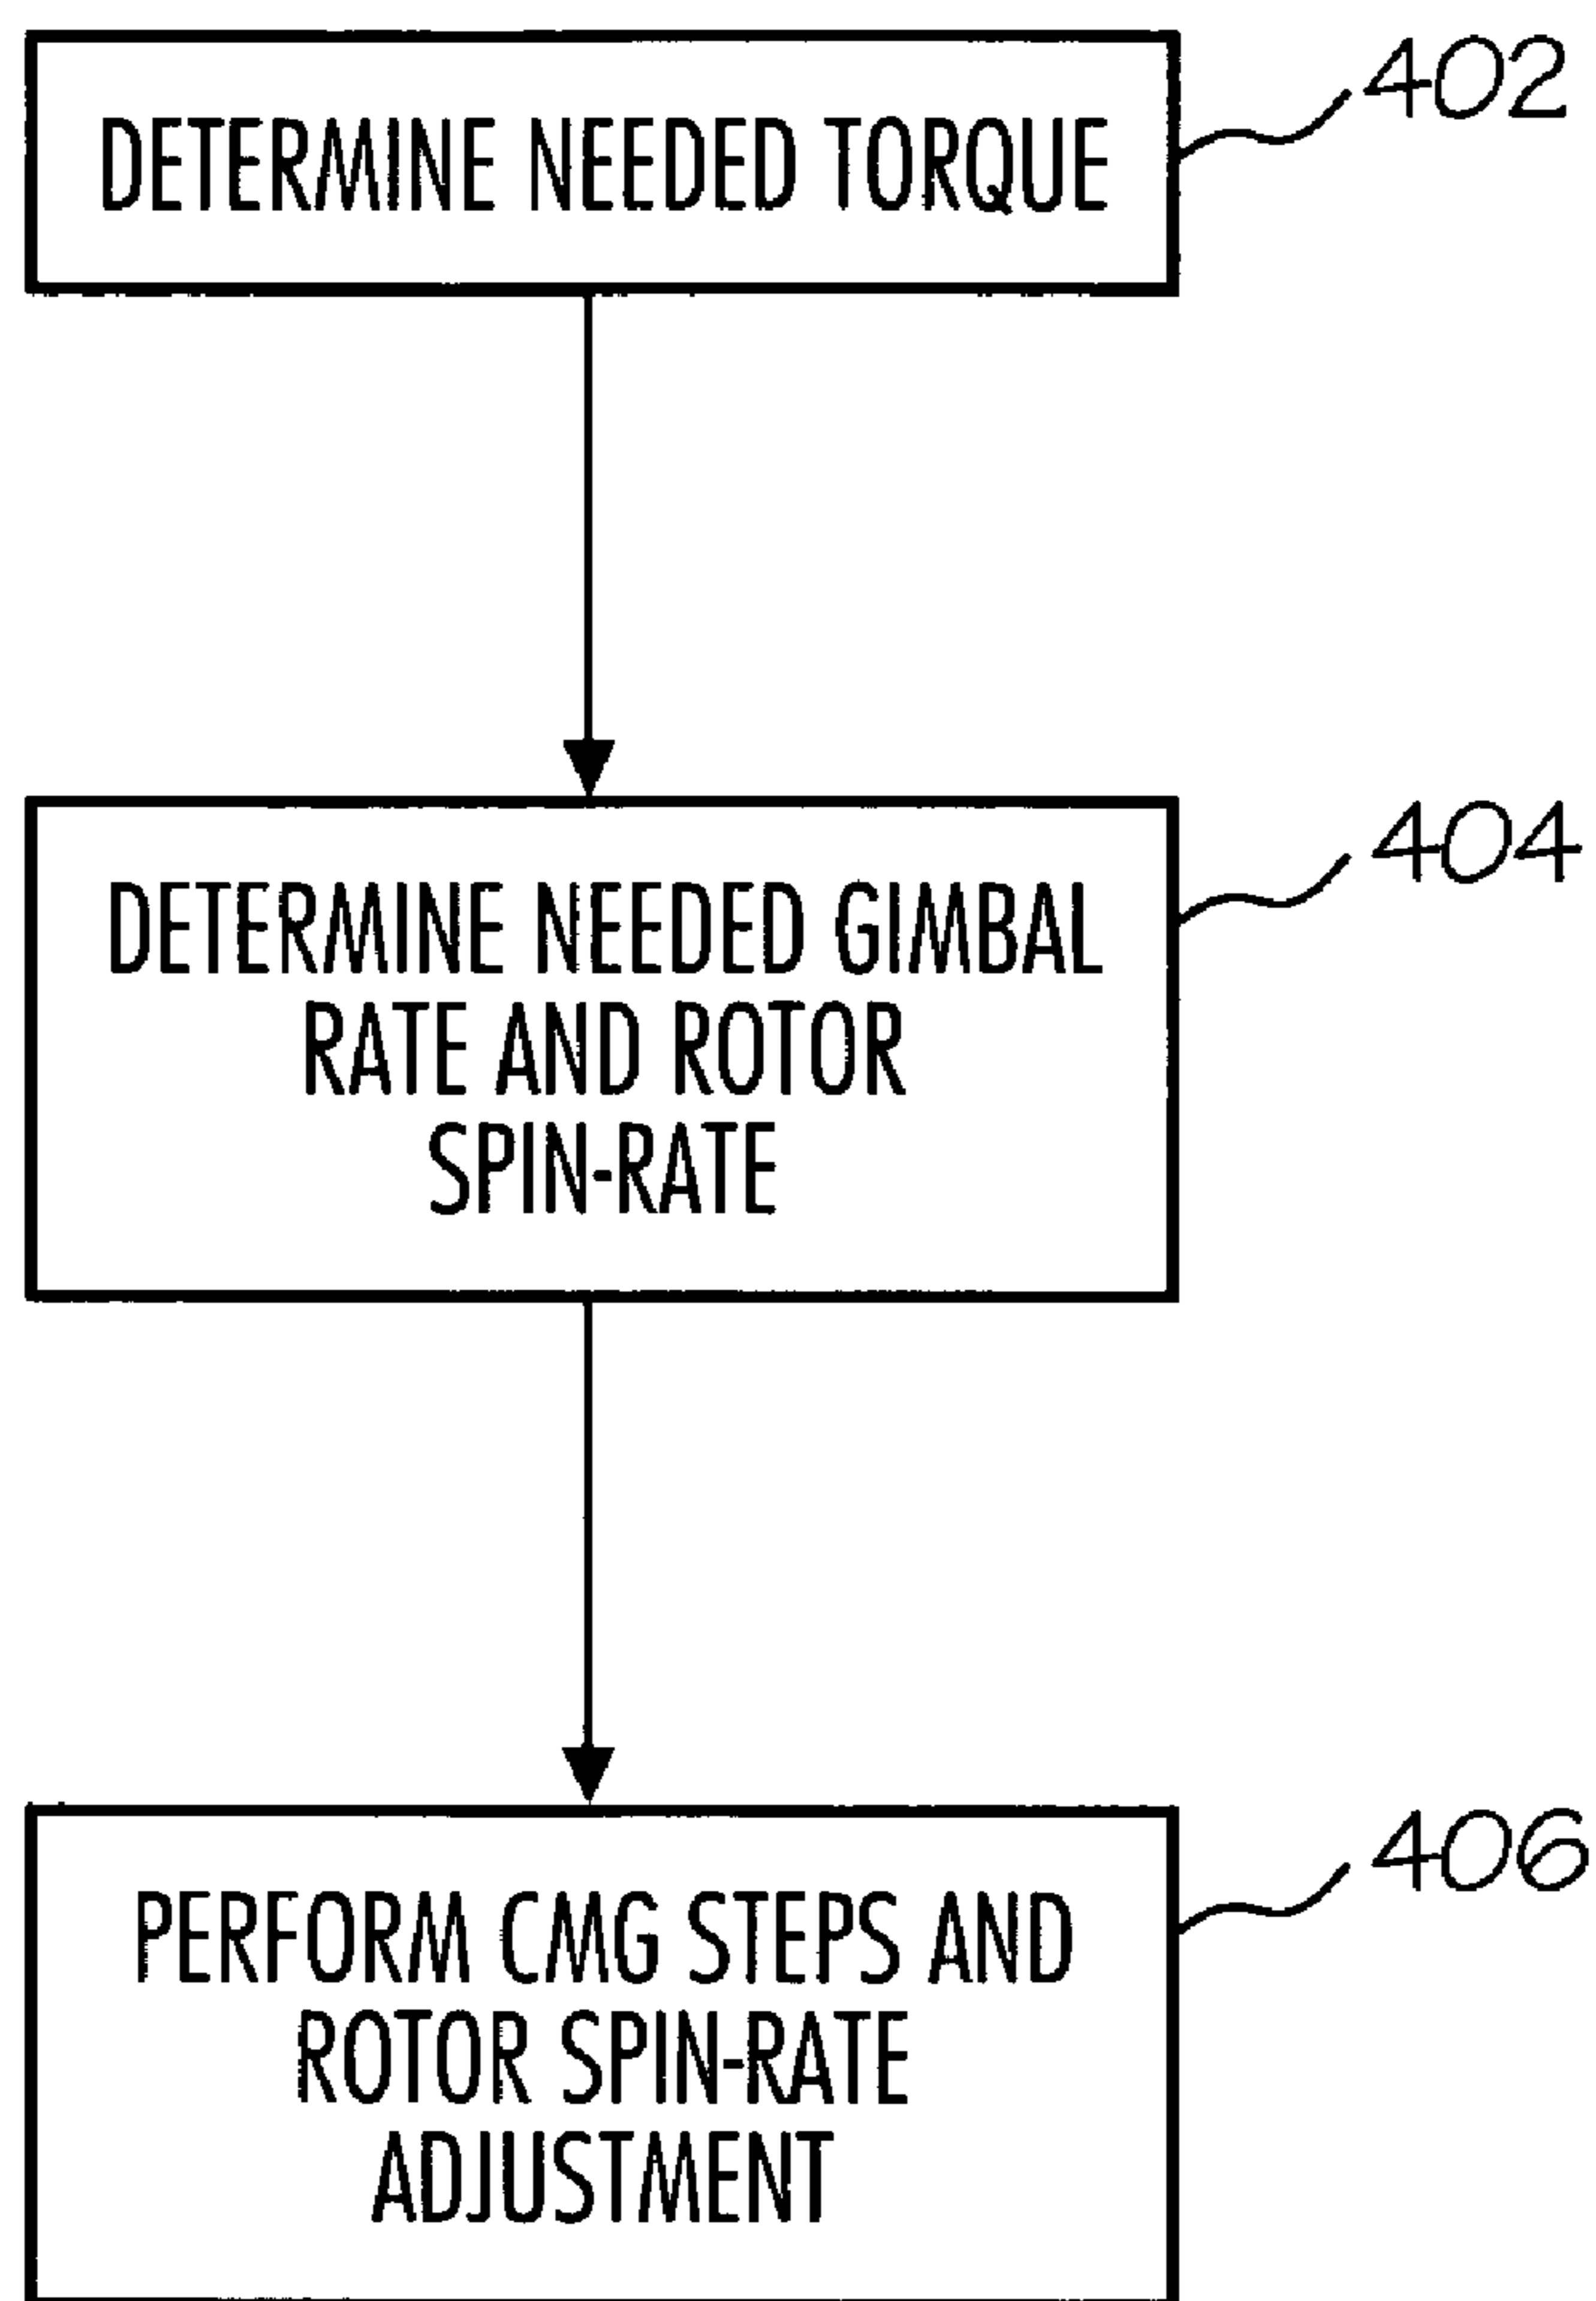 DETERMINE NEEDED TORQUE
402
DETERMINE NEEDED GIMBAL
RATE AND ROTOR
SPIN-RATE
404
PERFORM CMG STEPS AND
ROTOR SPIN-RATE
ADJUSTMENT
406